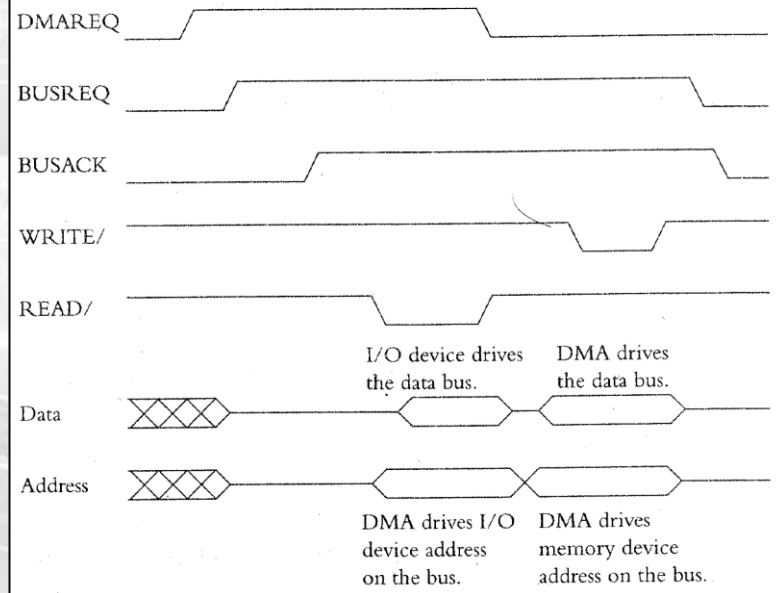 DMAREQ
BUSREQ
BUSACK
WRITE/
READ/
I/O device drives
the data bus.
DMA drives
the data bus.
Data
Address
DMA drives I/O
device address
on the bus.
DMA drives
memory device
address on the bus.